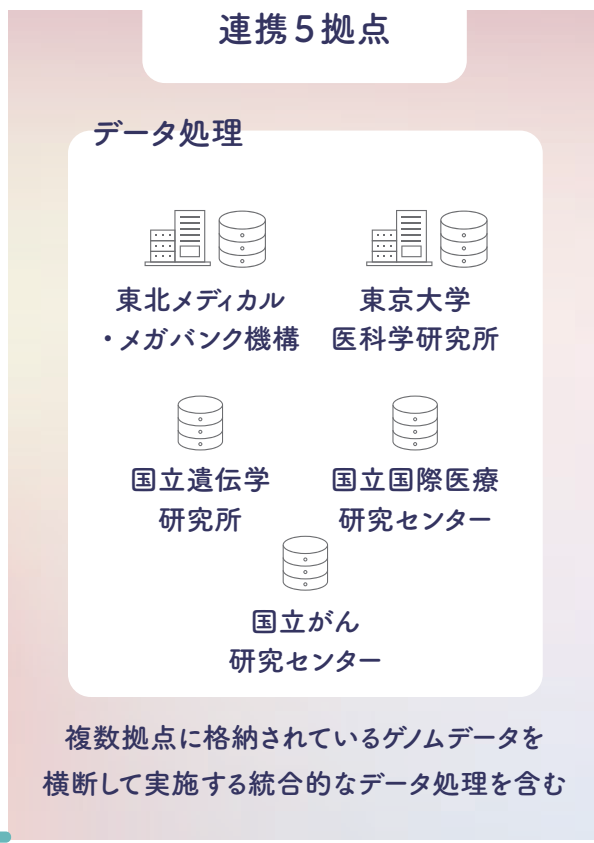 連携5拠点
データ処理
東北メディカル
・メガバンク機構
東京大学
医科学研究所
国立遺伝学
研究所
国立国際医療
研究センター
国立がん
研究センター
複数拠点に格納されているゲノムデータを
横断して実施する統合的なデータ処理を含む